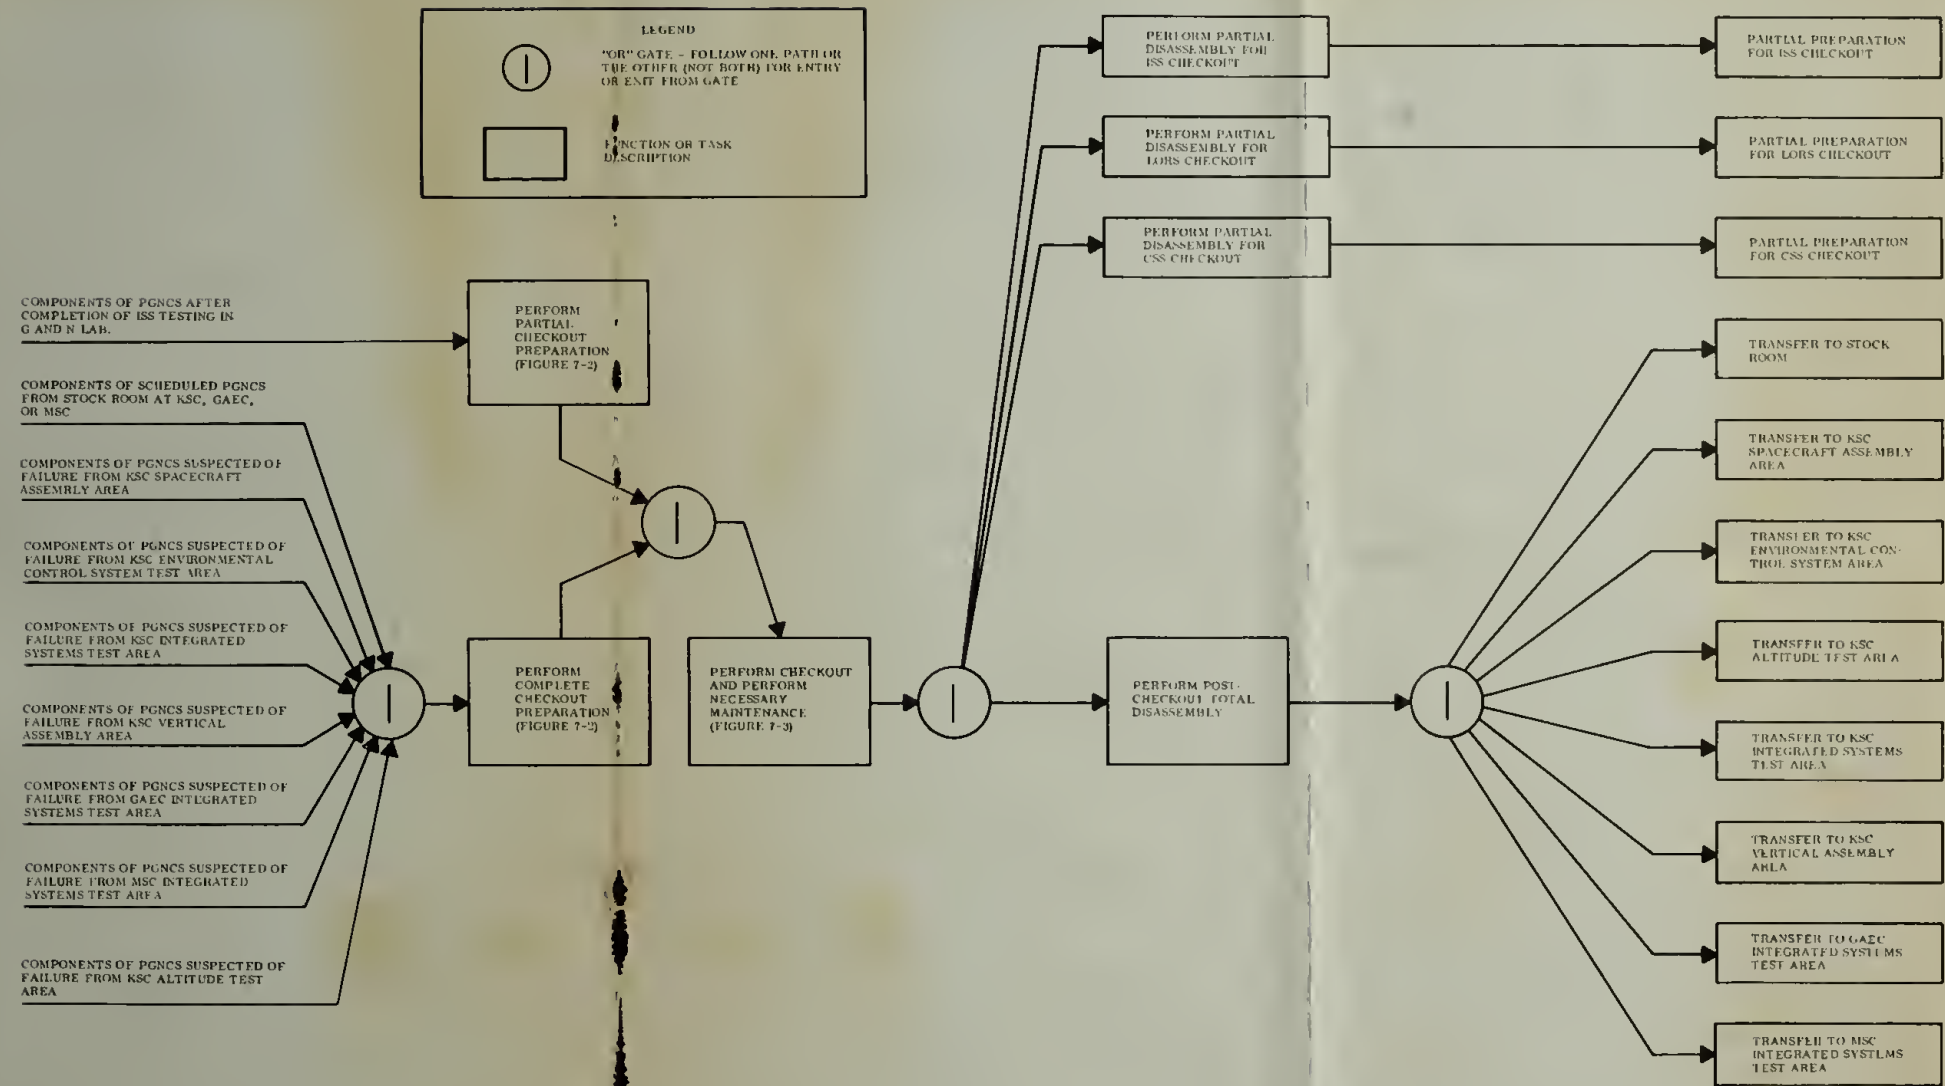 LEGEND
"OR" GATE - FOLLOW ONE PATH OR
THE OTHER (NOT BOTH) FOR ENTRY
OR EXIT FROM GATE
FUNCTION OR TASK
DESCRIPTION
COMPONENTS OF PGNCS AFTER
COMPLETION OF ISS TESTING IN
G AND N LAB.
COMPONENTS OF SCHEDULED PGNCS
FROM STOCK ROOM AT KSC, GAEC,
OR MSC
COMPONENTS OF PGNCS SUSPECTED OF
FAILURE FROM KSC SPACECRAFT
ASSEMBLY AREA
COMPONENTS OF PGNCS SUSPECTED OF
FAILURE FROM KSC ENVIRONMENTAL
CONTROL SYSTEM TEST AREA
COMPONENTS OF PGNCS SUSPECTED OF
FAILURE FROM KSC INTEGRATED
SYSTEMS TEST AREA
COMPONENTS OF PGNCS SUSPECTED OF
FAILURE FROM KSC VERTICAL
ASSEMBLY AREA
COMPONENTS OF PGNCS SUSPECTED OF
FAILURE FROM GAEC INTEGRATED
SYSTEMS TEST AREA
COMPONENTS OF PGNCS SUSPECTED OF
FAILURE FROM MSC INTEGRATED
SYSTEMS TEST AREA
COMPONENTS OF PGNCS SUSPECTED OF
FAILURE FROM KSC ALTITUDE TEST
AREA
PERFORM
PARTIAL
CHECKOUT
PREPARATION
(FIGURE 7-2)
PERFORM
COMPLETE
CHECKOUT
PREPARATION
(FIGURE 7-2)
PERFORM CHECKOUT
AND PERFORM
NECESSARY
MAINTENANCE
(FIGURE 7-3)
PERFORM PARTIAL
DISASSEMBLY FOR
ISS CHECKOUT
PERFORM PARTIAL
DISASSEMBLY FOR
LORS CHECKOUT
PERFORM PARTIAL
DISASSEMBLY FOR
CSS CHECKOUT
PERFORM POST-
CHECKOUT TOTAL
DISASSEMBLY
PARTIAL PREPARATION
FOR ISS CHECKOUT
PARTIAL PREPARATION
FOR LORS CHECKOUT
PARTIAL PREPARATION
FOR CSS CHECKOUT
TRANSFER TO STOCK
ROOM
TRANSFER TO KSC
SPACECRAFT ASSEMBLY
AREA
TRANSFER TO KSC
ENVIRONMENTAL CON-
TROL SYSTEM AREA
TRANSFER TO KSC
ALTITUDE TEST AREA
TRANSFER TO KSC
INTEGRATED SYSTEMS
TEST AREA
TRANSFER TO KSC
VERTICAL ASSEMBLY
AREA
TRANSFER TO GAEC
INTEGRATED SYSTEMS
TEST AREA
TRANSFER TO MSC
INTEGRATED SYSTEMS
TEST AREA